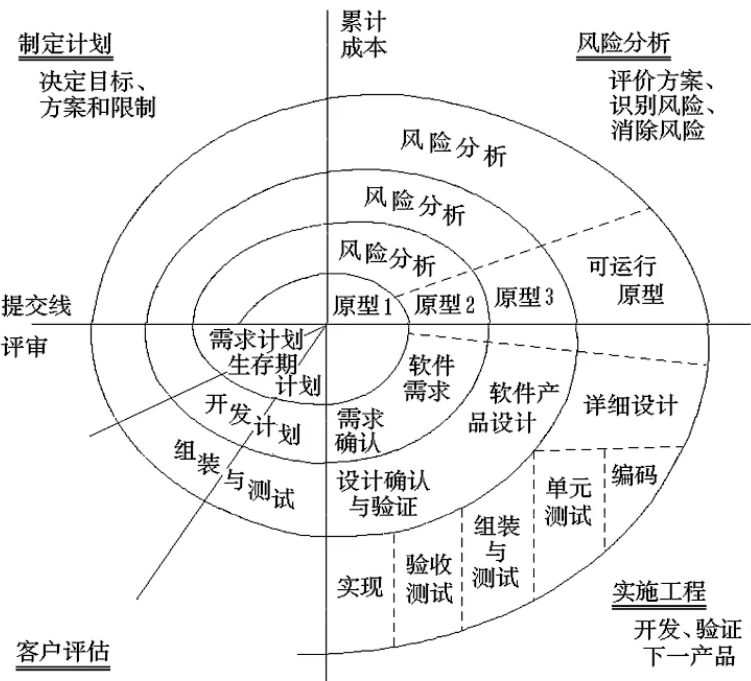 累计
成本
制定计划
决定目标、
方案和限制
风险分析
评价方案、
识别风险、
消除风险
风险分析
风险分析
风险分析
可运行
原型
原型1
原型2
原型3
提交线
评审
需求计划
生存期
计划
软件
需求
软件产
品设计
详细设计
开发计划
需求
确认
组装与测试
设计确认
与验证
编码
单元
测试
组装
与
测试
验收
测试
实现
实施工程
开发、验证
下一产品
客户评估